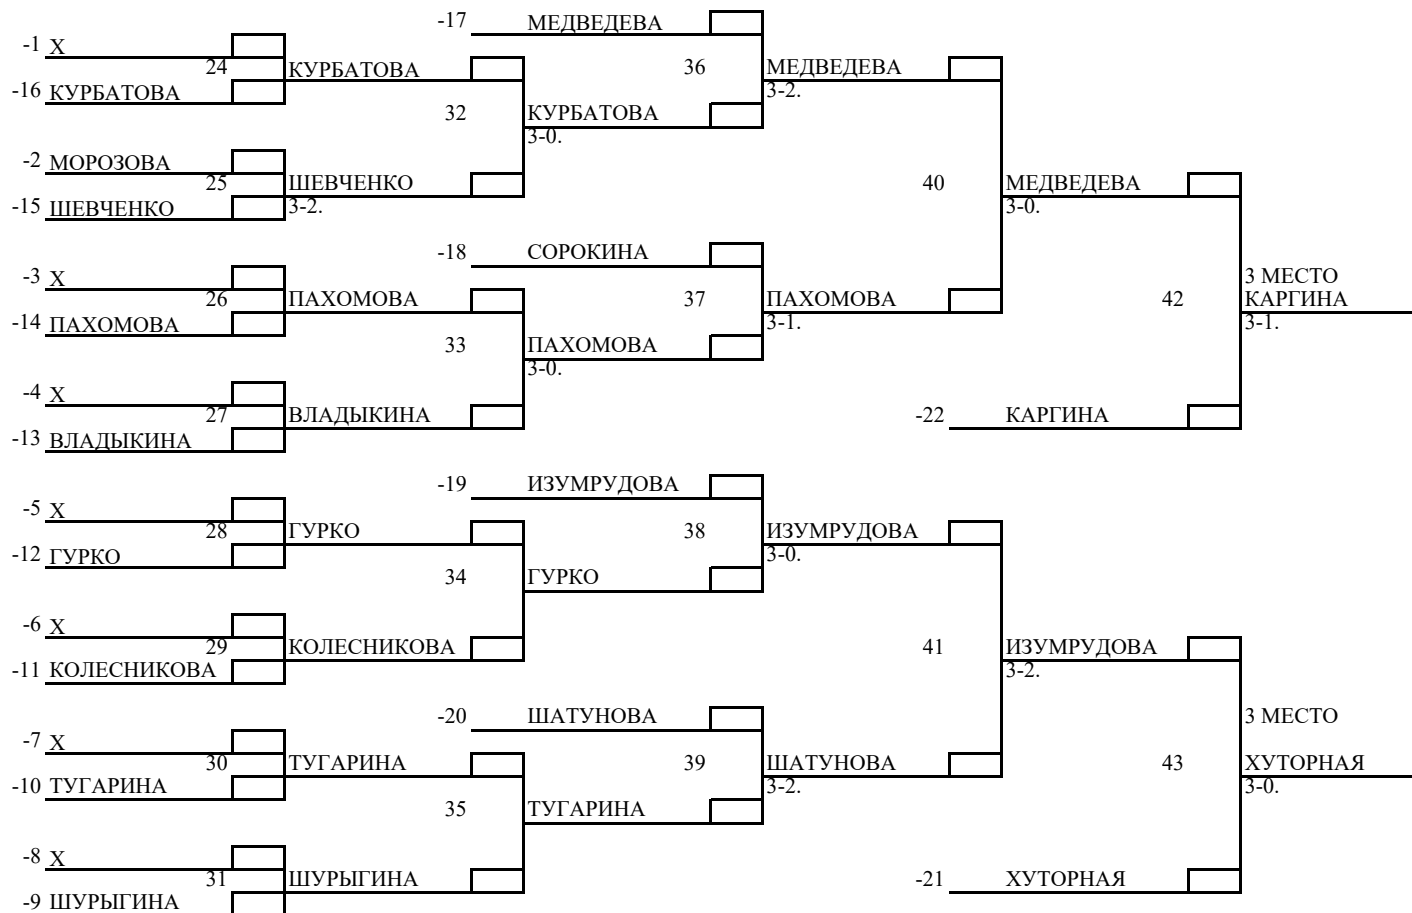 -17 МЕДВЕДЕВА
-1 X
24 КУРБАТОВА
36 МЕДВЕДЕВА
-16 КУРБАТОВА
3-2.
32 КУРБАТОВА
3-0.
-2 МОРОЗОВА
25 ШЕВЧЕНКО
40 МЕДВЕДЕВА
-15 ШЕВЧЕНКО
3-2.
3-0.
-18 СОРОКИНА
-3 X
3 МЕСТО
26 ПАХОМОВА
37 ПАХОМОВА
42 КАРГИНА
-14 ПАХОМОВА
3-1.
3-1.
33 ПАХОМОВА
3-0.
-4 X
27 ВЛАДЫКИНА
-22 КАРГИНА
-13 ВЛАДЫКИНА
-19 ИЗУМРУДОВА
-5 X
28 ГУРКО
38 ИЗУМРУДОВА
-12 ГУРКО
3-0.
34 ГУРКО
-6 X
29 КОЛЕСНИКОВА
41 ИЗУМРУДОВА
-11 КОЛЕСНИКОВА
3-2.
-20 ШАТУНОВА
3 МЕСТО
-7 X
30 ТУГАРИНА
39 ШАТУНОВА
43 ХУТОРНАЯ
-10 ТУГАРИНА
3-2.
3-0.
35 ТУГАРИНА
-8 X
31 ШУРЫГИНА
-21 ХУТОРНАЯ
-9 ШУРЫГИНА